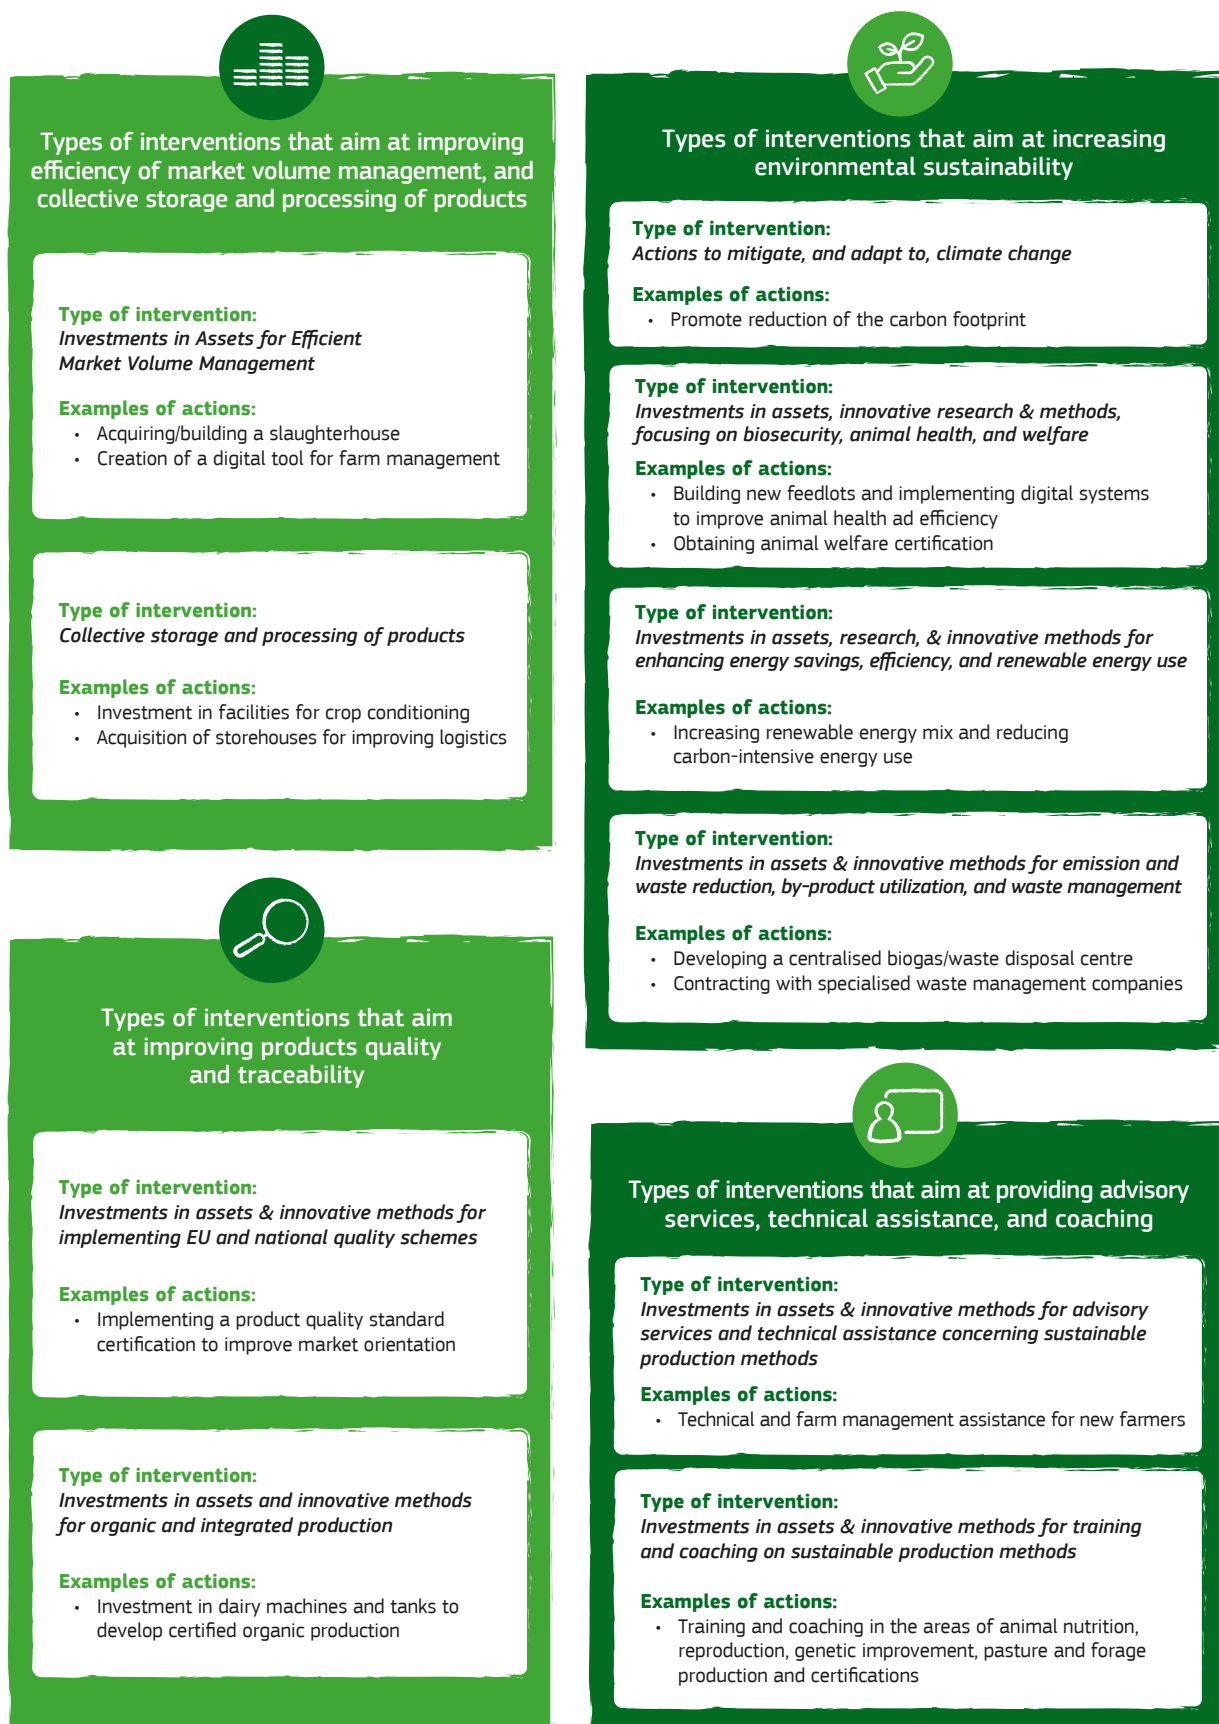 Types of interventions that aim at improving
efficiency of market volume management, and
collective storage and processing of products
Type of intervention:
Investments in Assets for Efficient
Market Volume Management
Examples of actions:
• Acquiring/building a slaughterhouse
• Creation of a digital tool for farm management
Type of intervention:
Collective storage and processing of products
Examples of actions:
• Investment in facilities for crop conditioning
• Acquisition of storehouses for improving logistics
Types of interventions that aim
at improving products quality
and traceability
Type of intervention:
Investments in assets & innovative methods for
implementing EU and national quality schemes
Examples of actions:
• Implementing a product quality standard
certification to improve market orientation
Type of intervention:
Investments in assets and innovative methods
for organic and integrated production
Examples of actions:
• Investment in dairy machines and tanks to
develop certified organic production
Types of interventions that aim at increasing
environmental sustainability
Type of intervention:
Actions to mitigate, and adapt to, climate change
Examples of actions:
• Promote reduction of the carbon footprint
Type of intervention:
Investments in assets, innovative research & methods,
focusing on biosecurity, animal health, and welfare
Examples of actions:
• Building new feedlots and implementing digital systems
to improve animal health ad efficiency
• Obtaining animal welfare certification
Type of intervention:
Investments in assets, research, & innovative methods for
enhancing energy savings, efficiency, and renewable energy use
Examples of actions:
• Increasing renewable energy mix and reducing
carbon-intensive energy use
Type of intervention:
Investments in assets & innovative methods for emission and
waste reduction, by-product utilization, and waste management
Examples of actions:
• Developing a centralised biogas/waste disposal centre
• Contracting with specialised waste management companies
Types of interventions that aim at providing advisory
services, technical assistance, and coaching
Type of intervention:
Investments in assets & innovative methods for advisory
services and technical assistance concerning sustainable
production methods
Examples of actions:
• Technical and farm management assistance for new farmers
Type of intervention:
Investments in assets & innovative methods for training
and coaching on sustainable production methods
Examples of actions:
• Training and coaching in the areas of animal nutrition,
reproduction, genetic improvement, pasture and forage
production and certifications